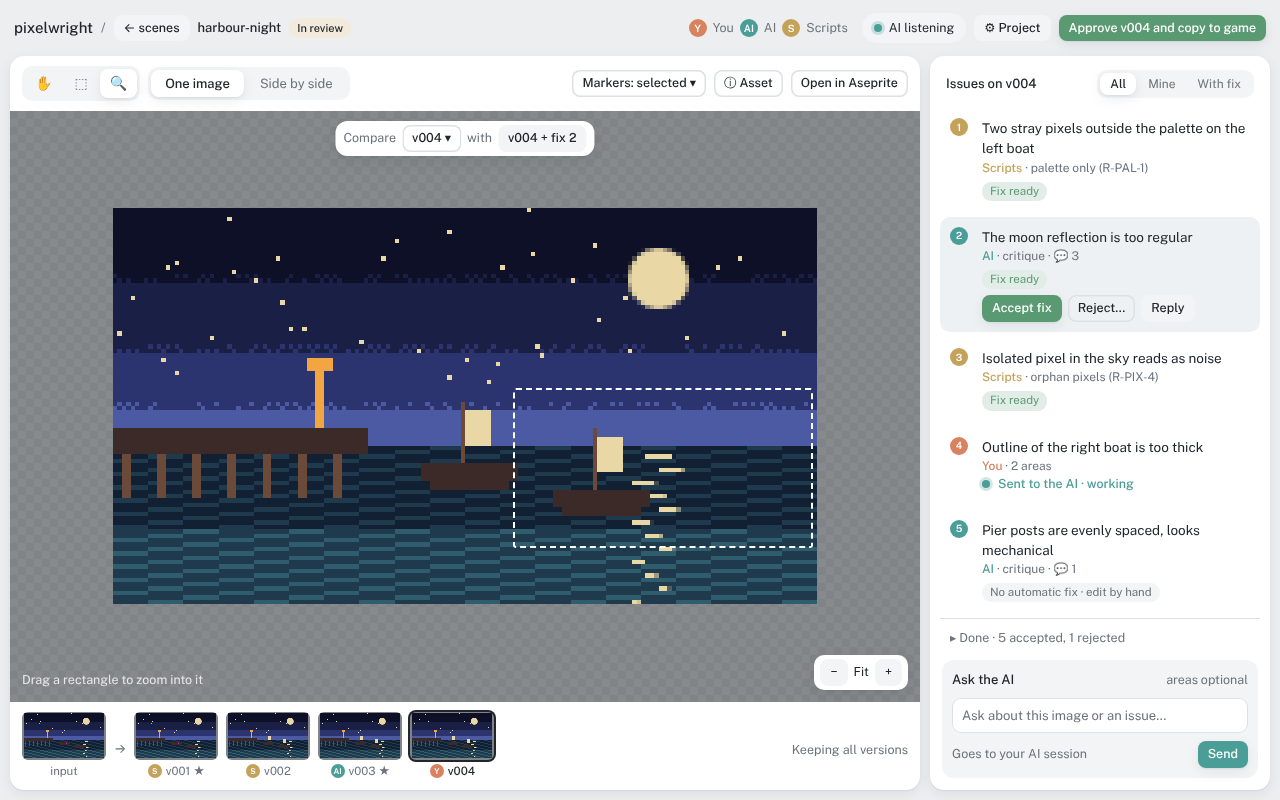 pixelwright / ← scenes harbour-night In review
Y You AI AI S Scripts AI listening ⚙ Project Approve v004 and copy to game
One image Side by side
Markers: selected ▾ ⓘ Asset Open in Aseprite
Compare v004 ▾ with v004 + fix 2
Drag a rectangle to zoom into it
− Fit +
input → S v001 ★ S v002 AI v003 ★ Y v004
Keeping all versions
Issues on v004 All Mine With fix
1 Two stray pixels outside the palette on the
left boat
Scripts · palette only (R-PAL-1)
Fix ready
2 The moon reflection is too regular
AI · critique · 💬 3
Fix ready
Accept fix Reject... Reply
3 Isolated pixel in the sky reads as noise
Scripts · orphan pixels (R-PIX-4)
Fix ready
4 Outline of the right boat is too thick
You · 2 areas
Sent to the AI · working
5 Pier posts are evenly spaced, looks
mechanical
AI · critique · 💬 1
No automatic fix · edit by hand
▸ Done · 5 accepted, 1 rejected
Ask the AI areas optional
Ask about this image or an issue...
Goes to your AI session Send